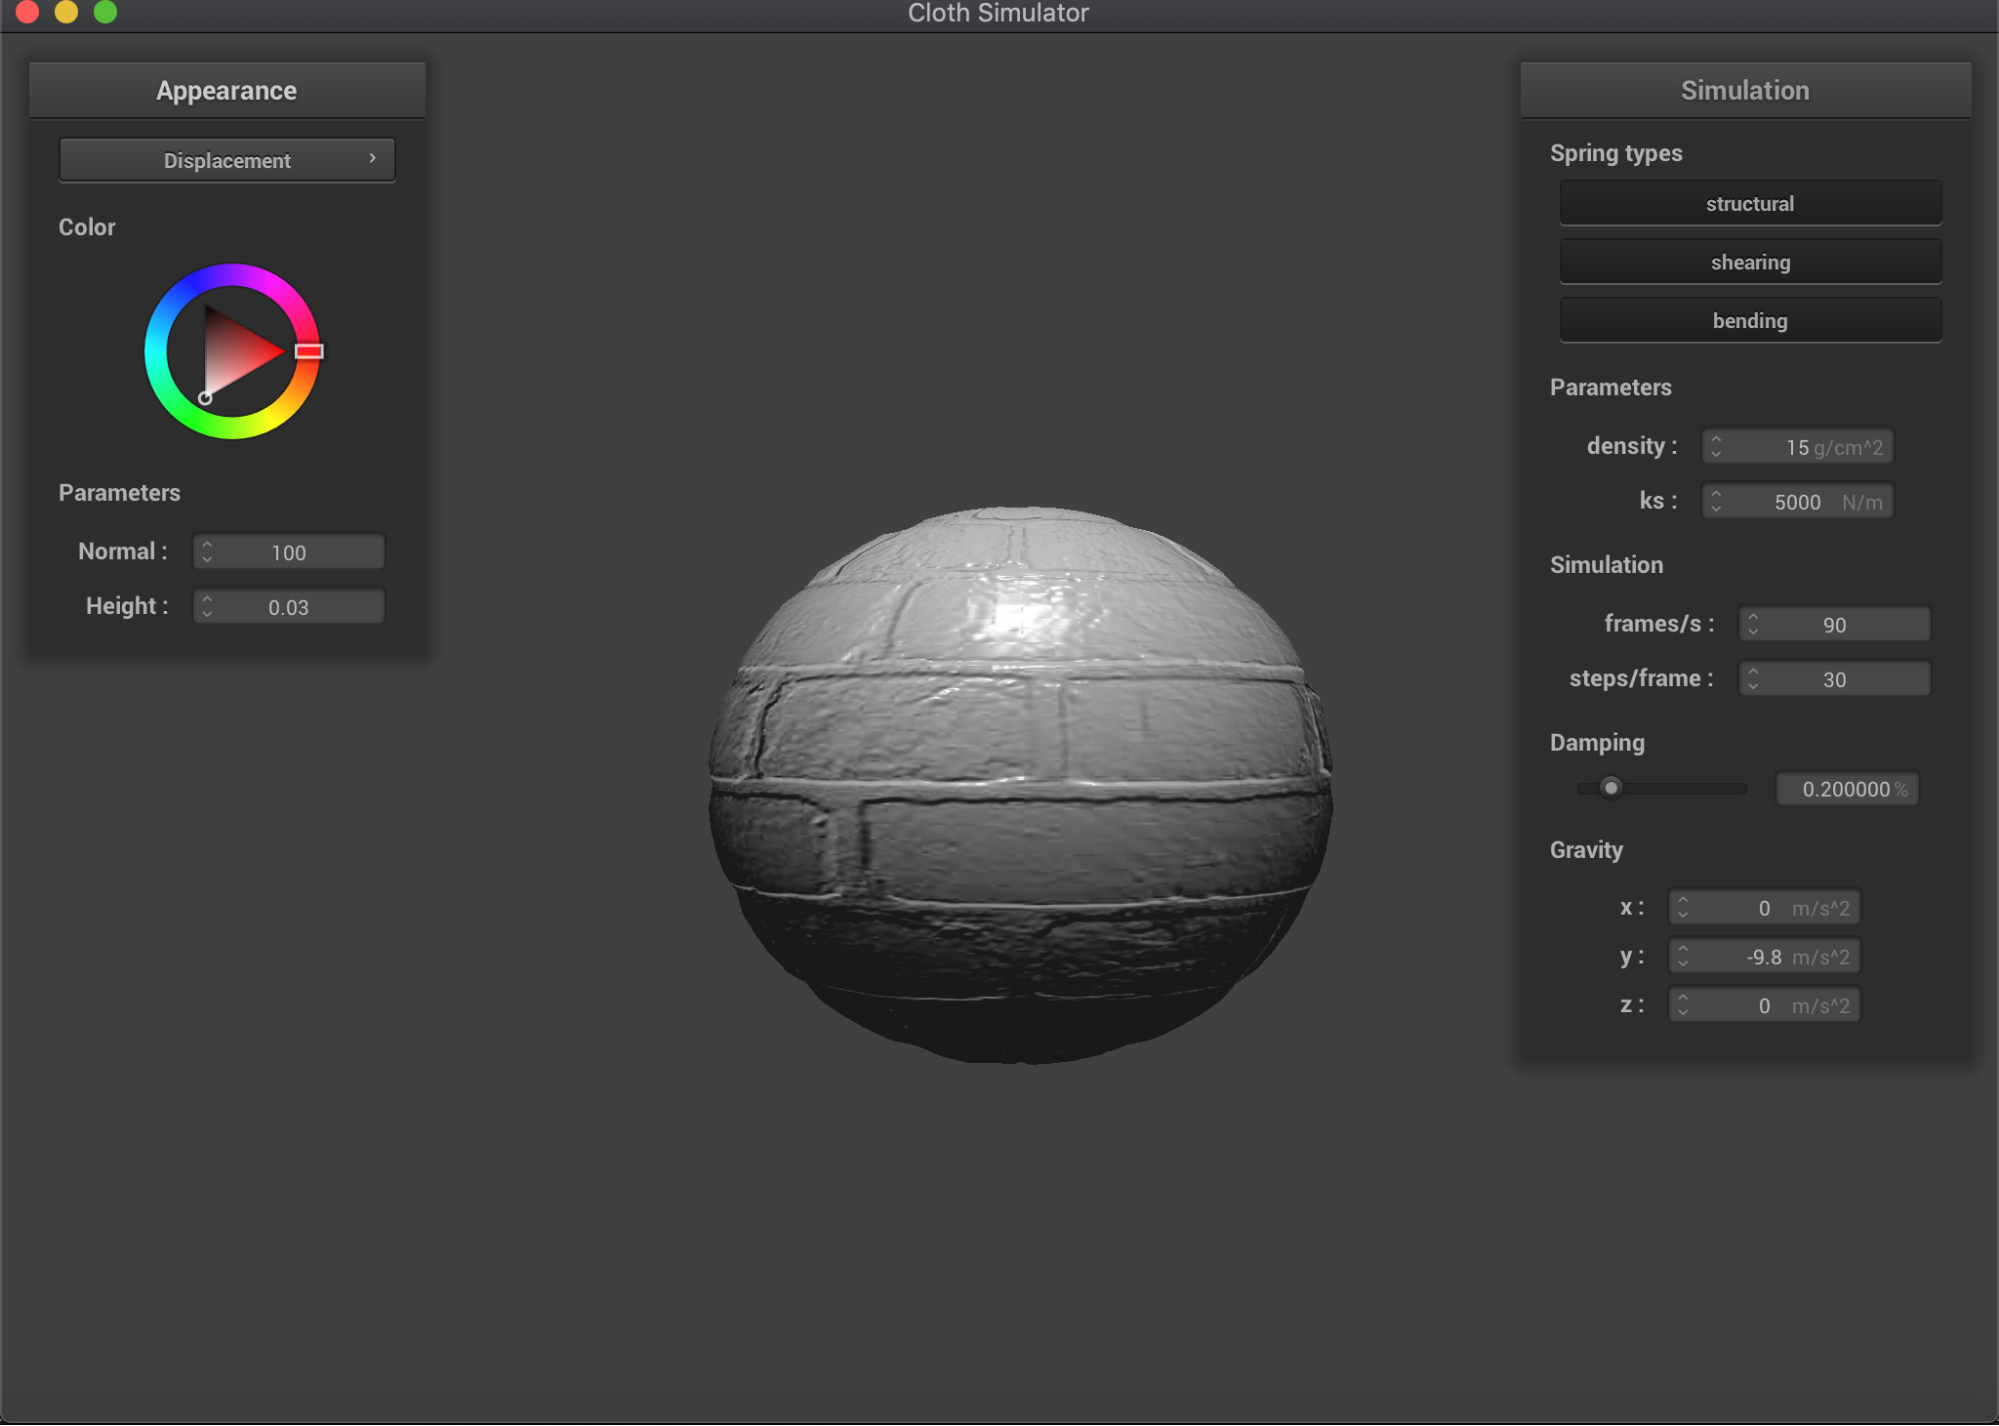 Cloth Simulator
Appearance
Displacement
Color
Parameters
Normal : 100
Height : 0.03
Simulation
Spring types
structural
shearing
bending
Parameters
density : 15 g/cm^2
ks : 5000 N/m
Simulation
frames/s : 90
steps/frame : 30
Damping
0.200000 %
Gravity
x : 0 m/s^2
y : -9.8 m/s^2
z : 0 m/s^2